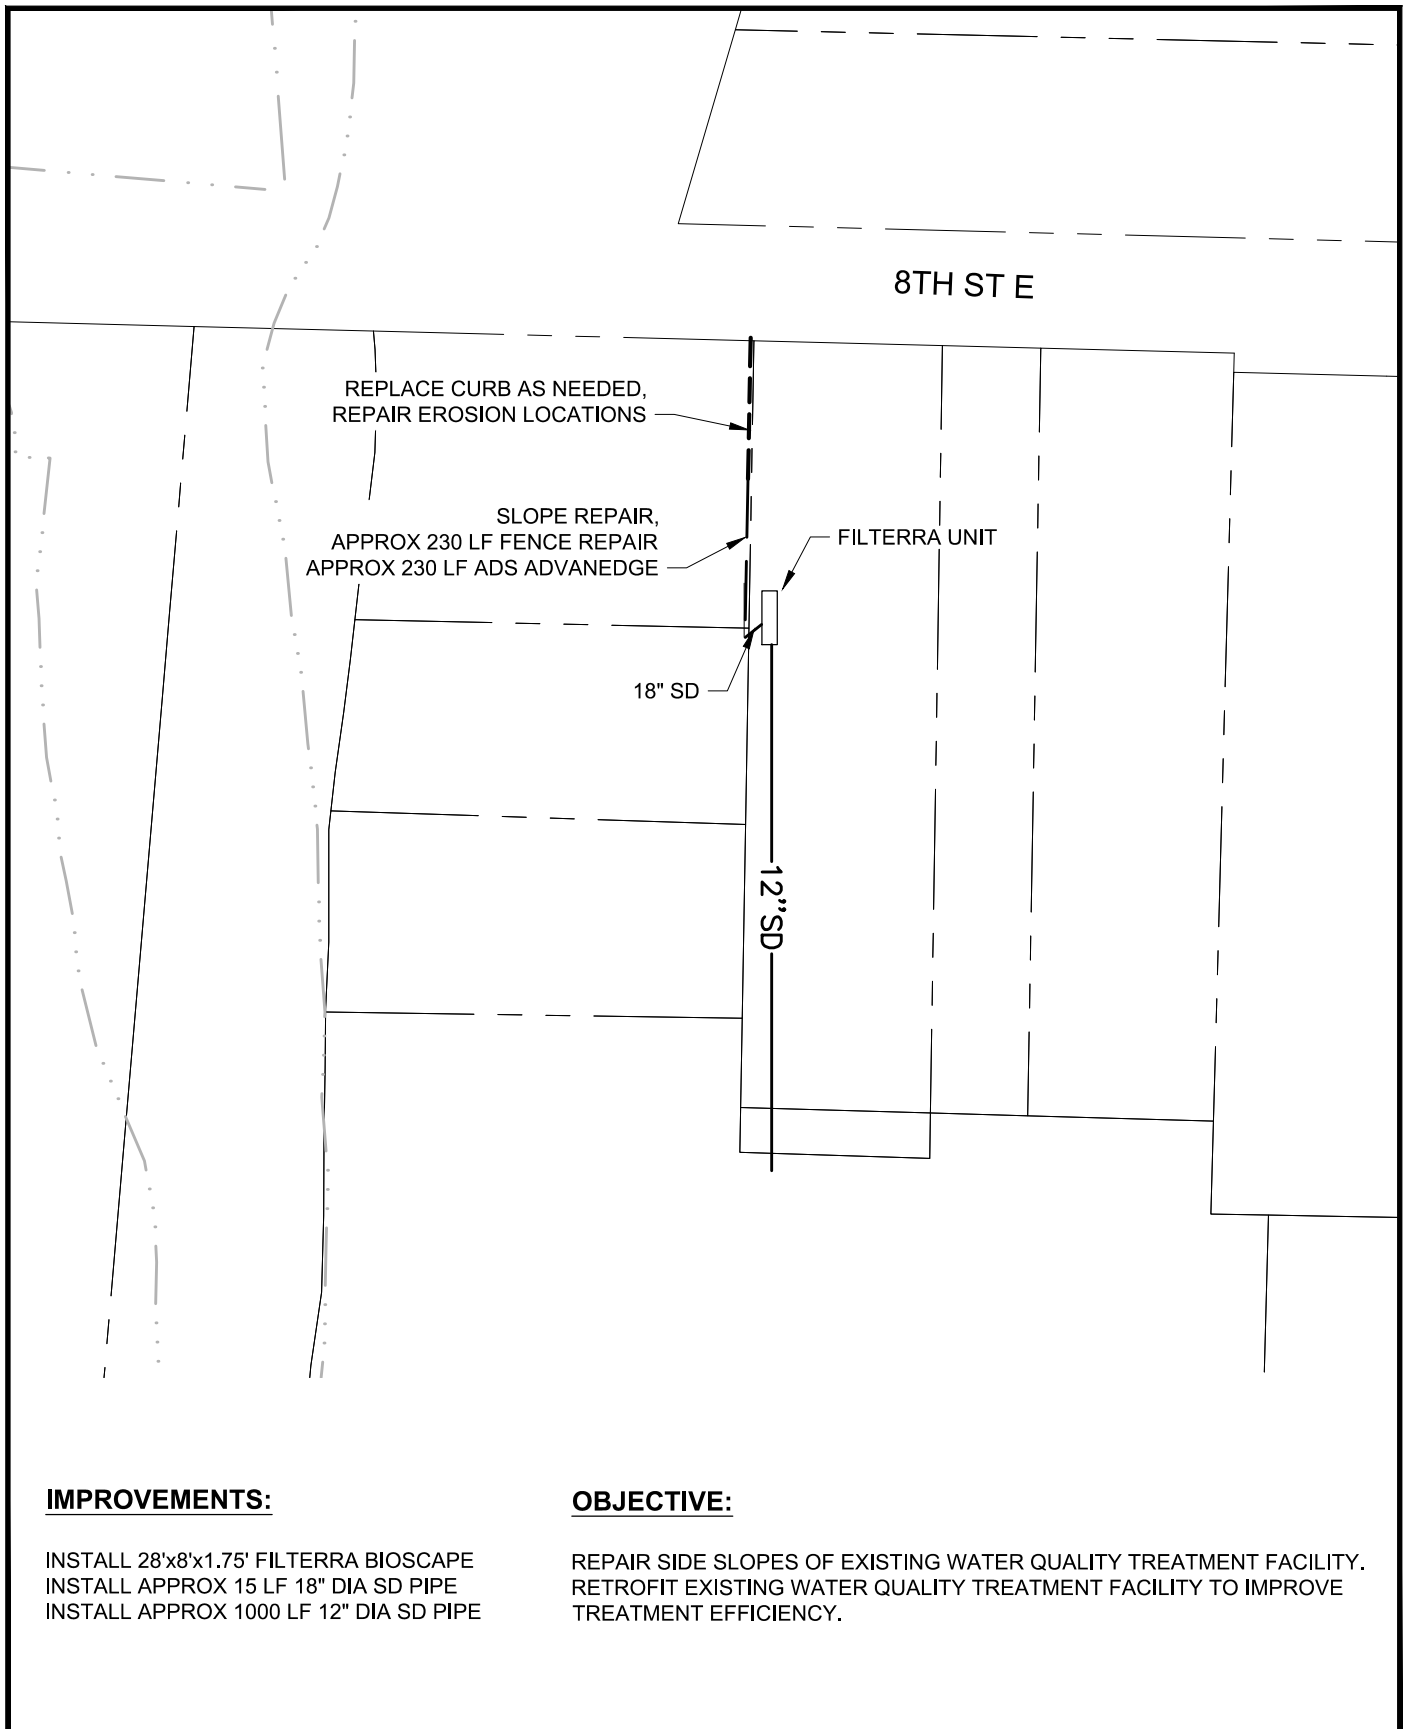 8TH ST E
REPLACE CURB AS NEEDED,
REPAIR EROSION LOCATIONS
SLOPE REPAIR,
APPROX 230 LF FENCE REPAIR
APPROX 230 LF ADS ADVANEDGE
FILTERRA UNIT
18" SD
12" SD
IMPROVEMENTS:
INSTALL 28'x8'x1.75' FILTERRA BIOSCAPE
INSTALL APPROX 15 LF 18" DIA SD PIPE
INSTALL APPROX 1000 LF 12" DIA SD PIPE
OBJECTIVE:
REPAIR SIDE SLOPES OF EXISTING WATER QUALITY TREATMENT FACILITY.
RETROFIT EXISTING WATER QUALITY TREATMENT FACILITY TO IMPROVE
TREATMENT EFFICIENCY.